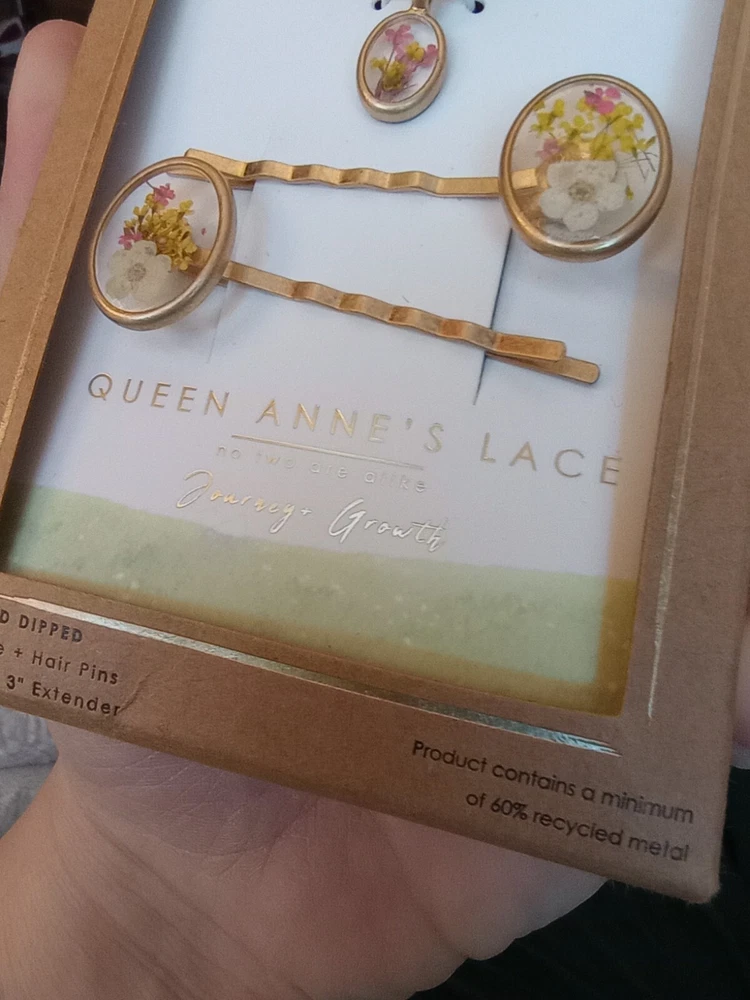 QUEEN ANNE'S LACE
no two are alike
Journey+ Growth
D DIPPED
e + Hair Pins
3" Extender
Product contains a minimum
of 60% recycled metal